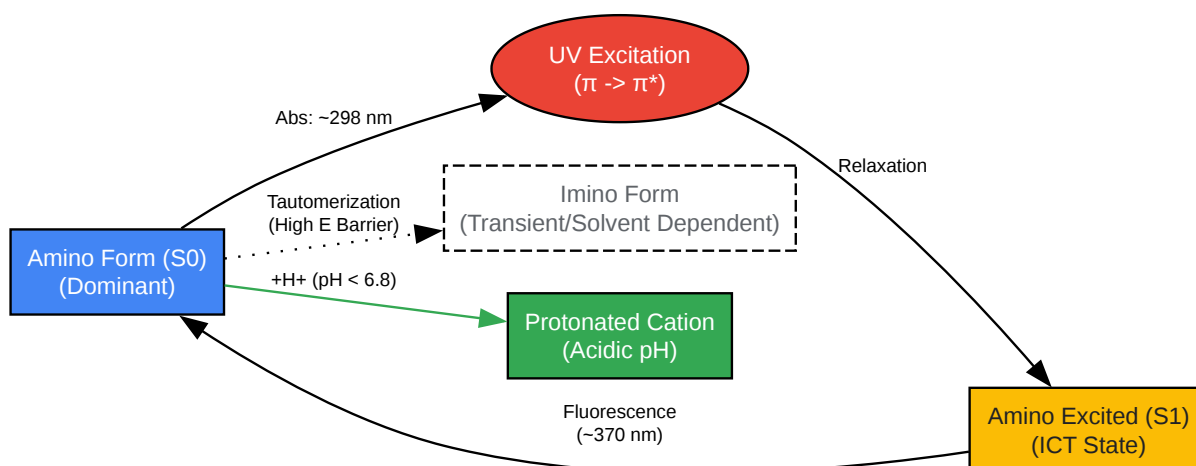 UV Excitation
(π -> π*)
Abs: ~298 nm
Relaxation
Imino Form
(Transient/Solvent Dependent)
Tautomerization
(High E Barrier)
Amino Form (S0)
(Dominant)
+H+ (pH < 6.8)
Protonated Cation
(Acidic pH)
Fluorescence
(~370 nm)
Amino Excited (S1)
(ICT State)